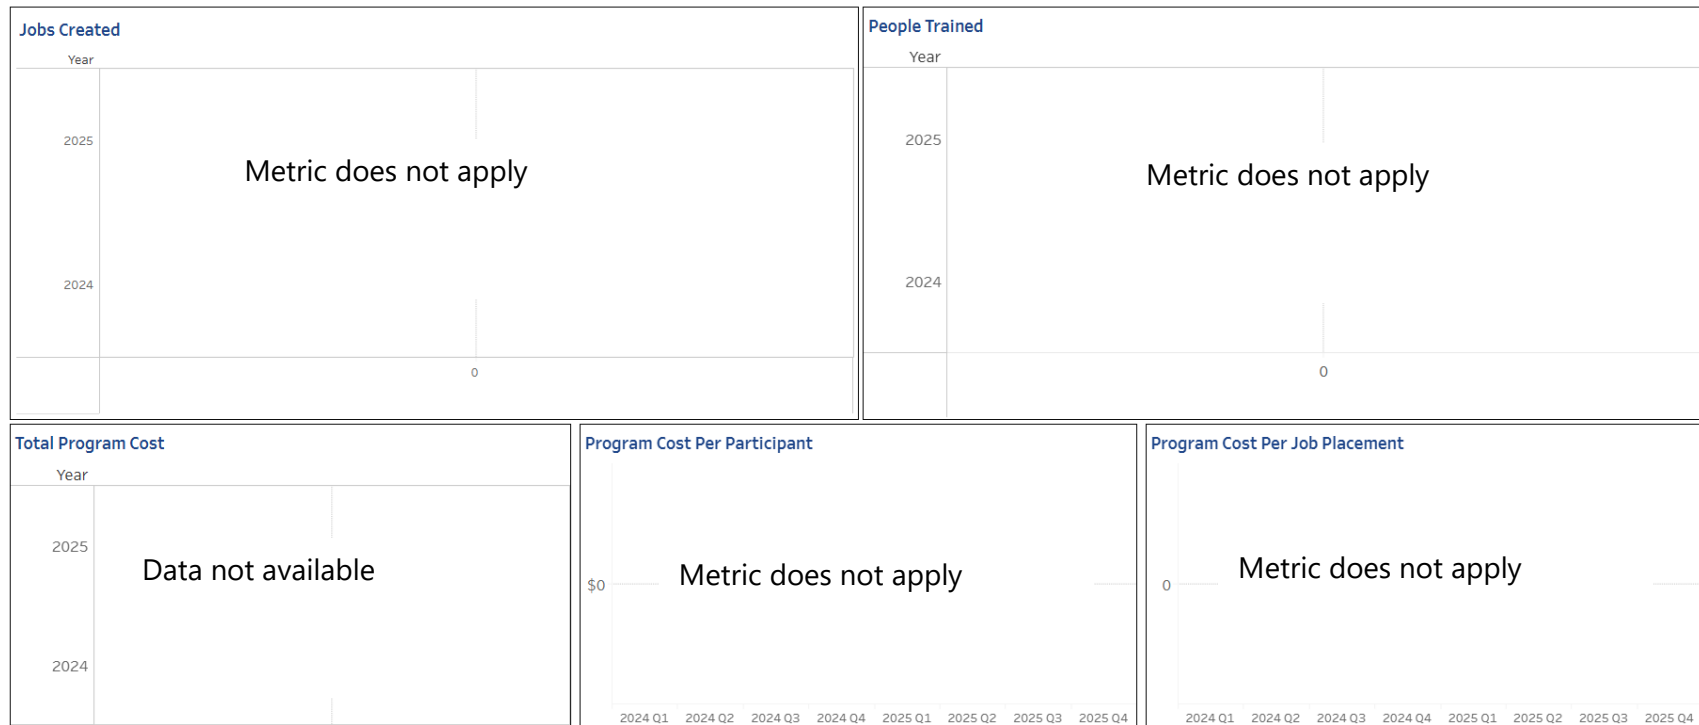 Jobs Created
Year
2025
Metric does not apply
2024
0
People Trained
Year
2025
Metric does not apply
2024
0
Total Program Cost
Year
2025
Data not available
2024
Program Cost Per Participant
$0
Metric does not apply
2024 Q1 2024 Q2 2024 Q3 2024 Q4 2025 Q1 2025 Q2 2025 Q3 2025 Q4
Program Cost Per Job Placement
0
Metric does not apply
2024 Q1 2024 Q2 2024 Q3 2024 Q4 2025 Q1 2025 Q2 2025 Q3 2025 Q4